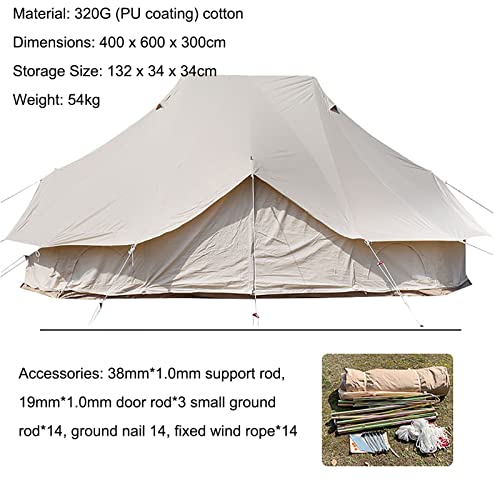 Material: 320G (PU coating) cotton
Dimensions: 400 x 600 x 300cm
Storage Size: 132 x 34 x 34cm
Weight: 54kg
Accessories: 38mm*1.0mm support rod,
19mm*1.0mm door rod*3 small ground
rod*14, ground nail 14, fixed wind rope*14